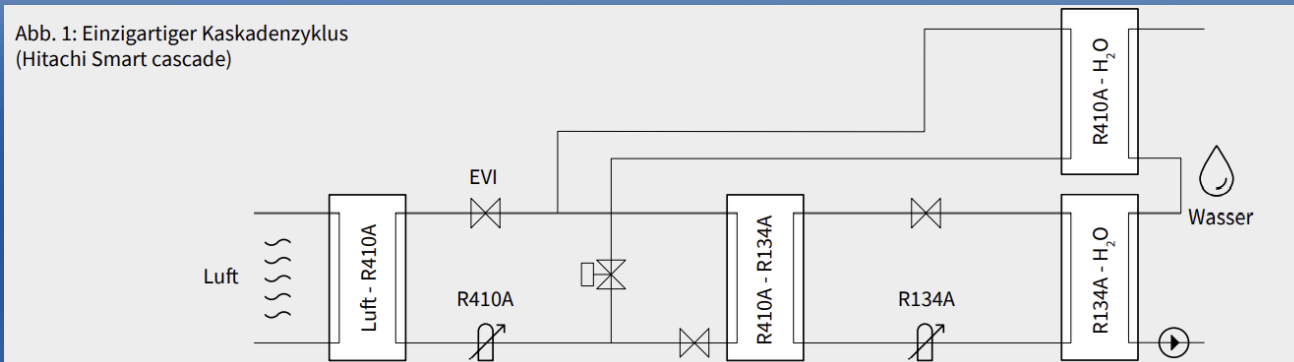 Abb. 1: Einzigartiger Kaskadenzyklus
(Hitachi Smart cascade)
R410A - H₂O
EVI
Wasser
Luft
Luft - R410A
R410A
R410A - R134A
R134A
R134A - H₂O